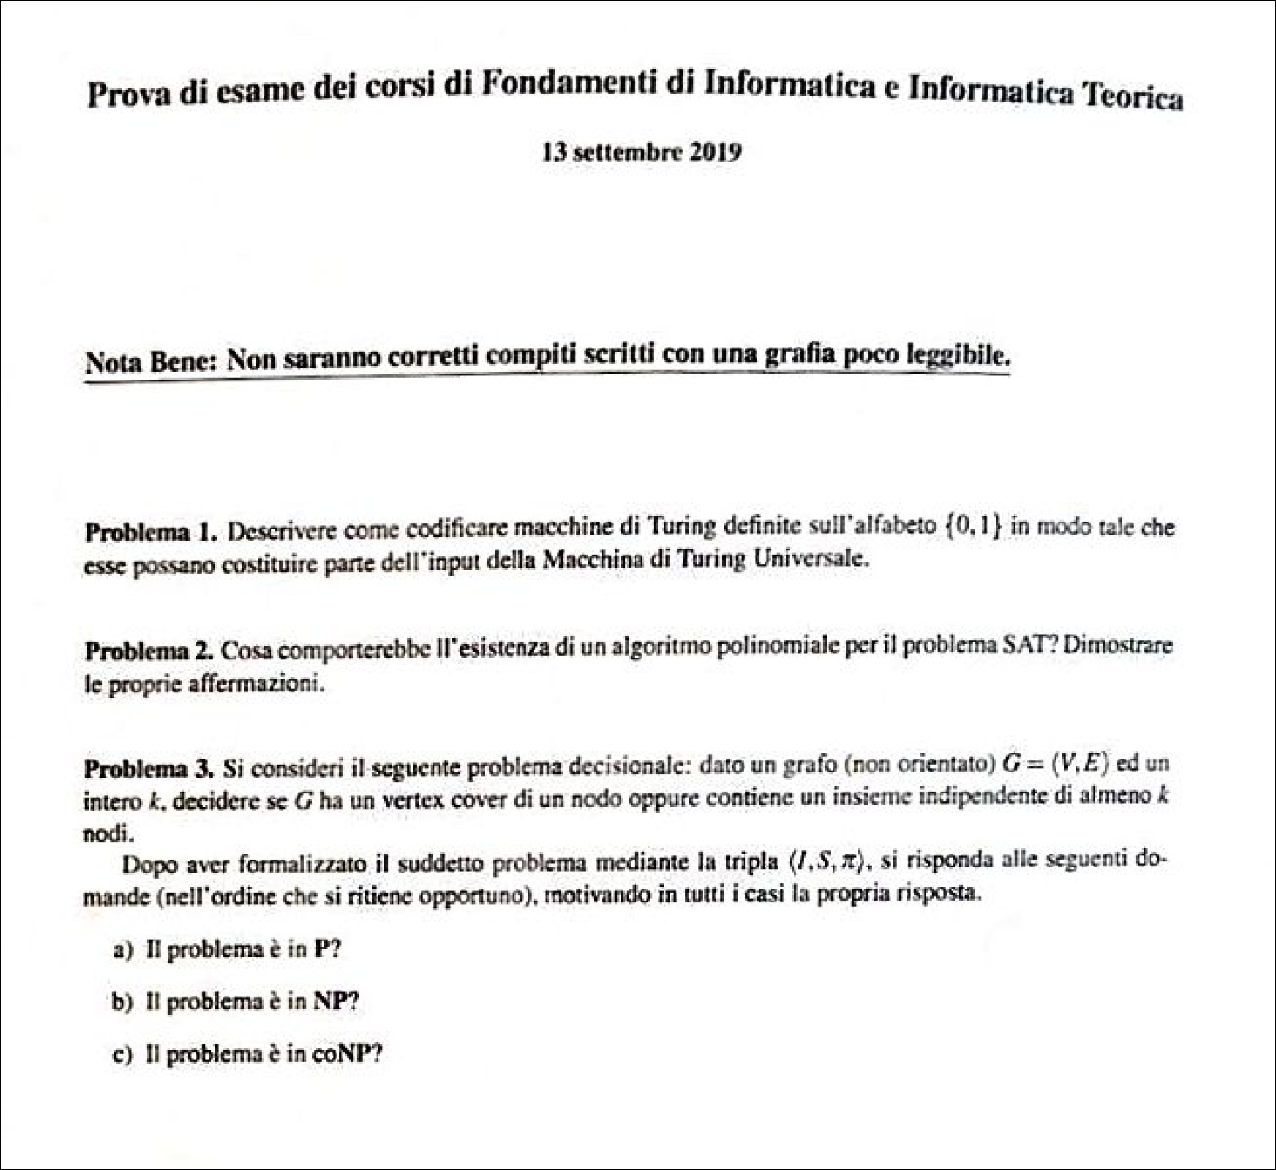 Prova di esame dei corsi di Fondamenti di Informatica e Informatica Teorica
13 settembre 2019
Nota Bene: Non saranno corretti compiti scritti con una grafia poco leggibile.
Problema 1. Descrivere come codificare macchine di Turing definite sull'alfabeto {0,1} in modo tale che
esse possano costituire parte dell'input della Macchina di Turing Universale.
Problema 2. Cosa comporterebbe ll'esistenza di un algoritmo polinomiale per il problema SAT? Dimostrare
le proprie affermazioni.
Problema 3. Si consideri il seguente problema decisionale: dato un grafo (non orientato) G = (V,E) ed un
intero k, decidere se G ha un vertex cover di un nodo oppure contiene un insieme indipendente di almeno k
nodi.
Dopo aver formalizzato il suddetto problema mediante la tripla ⟨I,S,π⟩, si risponda alle seguenti do-
mande (nell'ordine che si ritiene opportuno), motivando in tutti i casi la propria risposta.
a) Il problema è in P?
b) Il problema è in NP?
c) Il problema è in coNP?